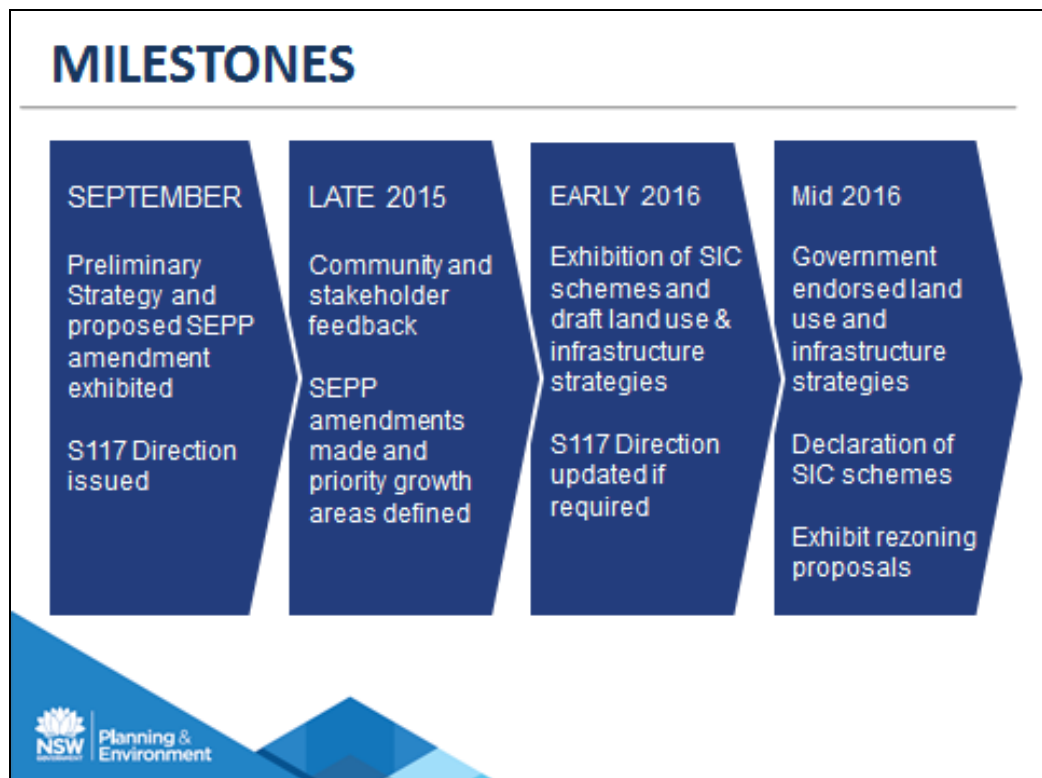 MILESTONES
SEPTEMBER
Preliminary
Strategy and
proposed SEPP
amendment
exhibited
S117 Direction
issued
LATE 2015
Community and
stakeholder
feedback
SEPP
amendments
made and
priority growth
areas defined
EARLY 2016
Exhibition of SIC
schemes and
draft land use &
infrastructure
strategies
S117 Direction
updated if
required
Mid 2016
Government
endorsed land
use and
infrastructure
strategies
Declaration of
SIC schemes
Exhibit rezoning
proposals
NSW
GOVERNMENT
Planning &
Environment